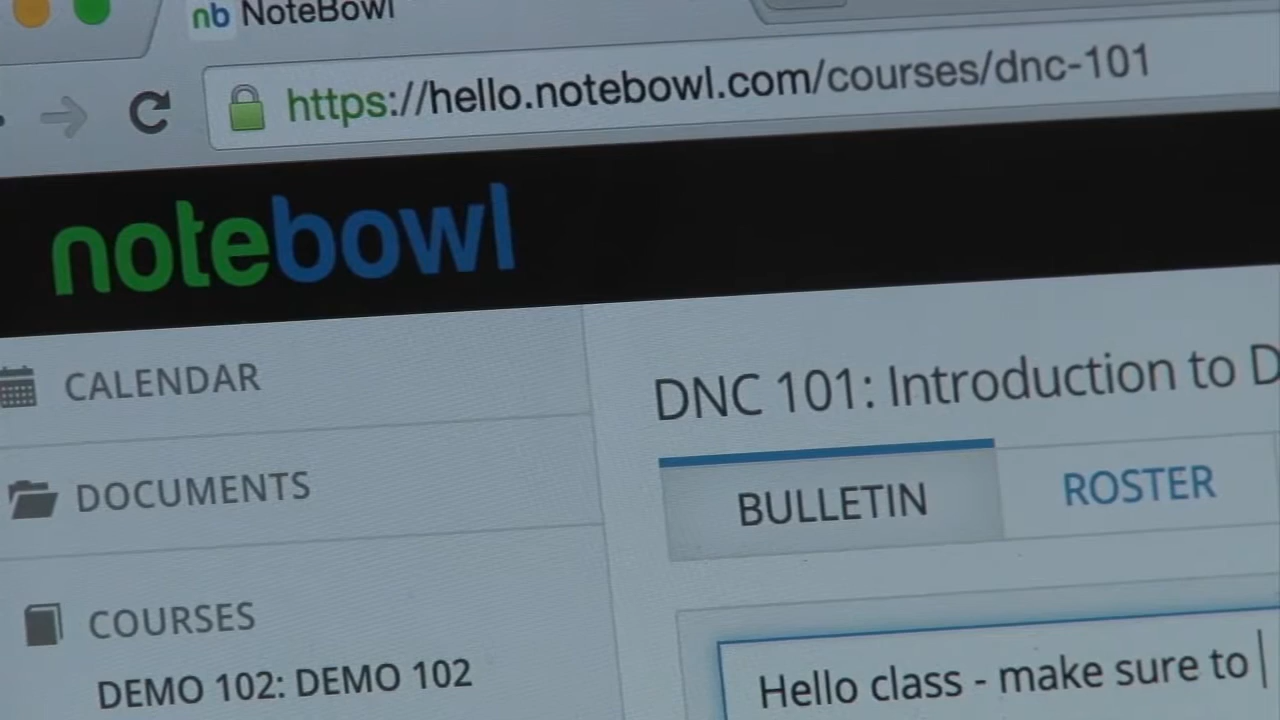 nb NoteBowl
https://hello.notebowl.com/courses/dnc-101
notebowl
CALENDAR
DOCUMENTS
COURSES
DEMO 102: DEMO 102
DNC 101: Introduction to D
BULLETIN
ROSTER
Hello class - make sure to